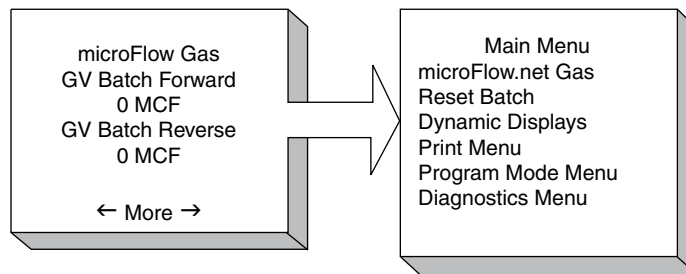 microFlow Gas
GV Batch Forward
0 MCF
GV Batch Reverse
0 MCF
← More →
Main Menu
microFlow.net Gas
Reset Batch
Dynamic Displays
Print Menu
Program Mode Menu
Diagnostics Menu